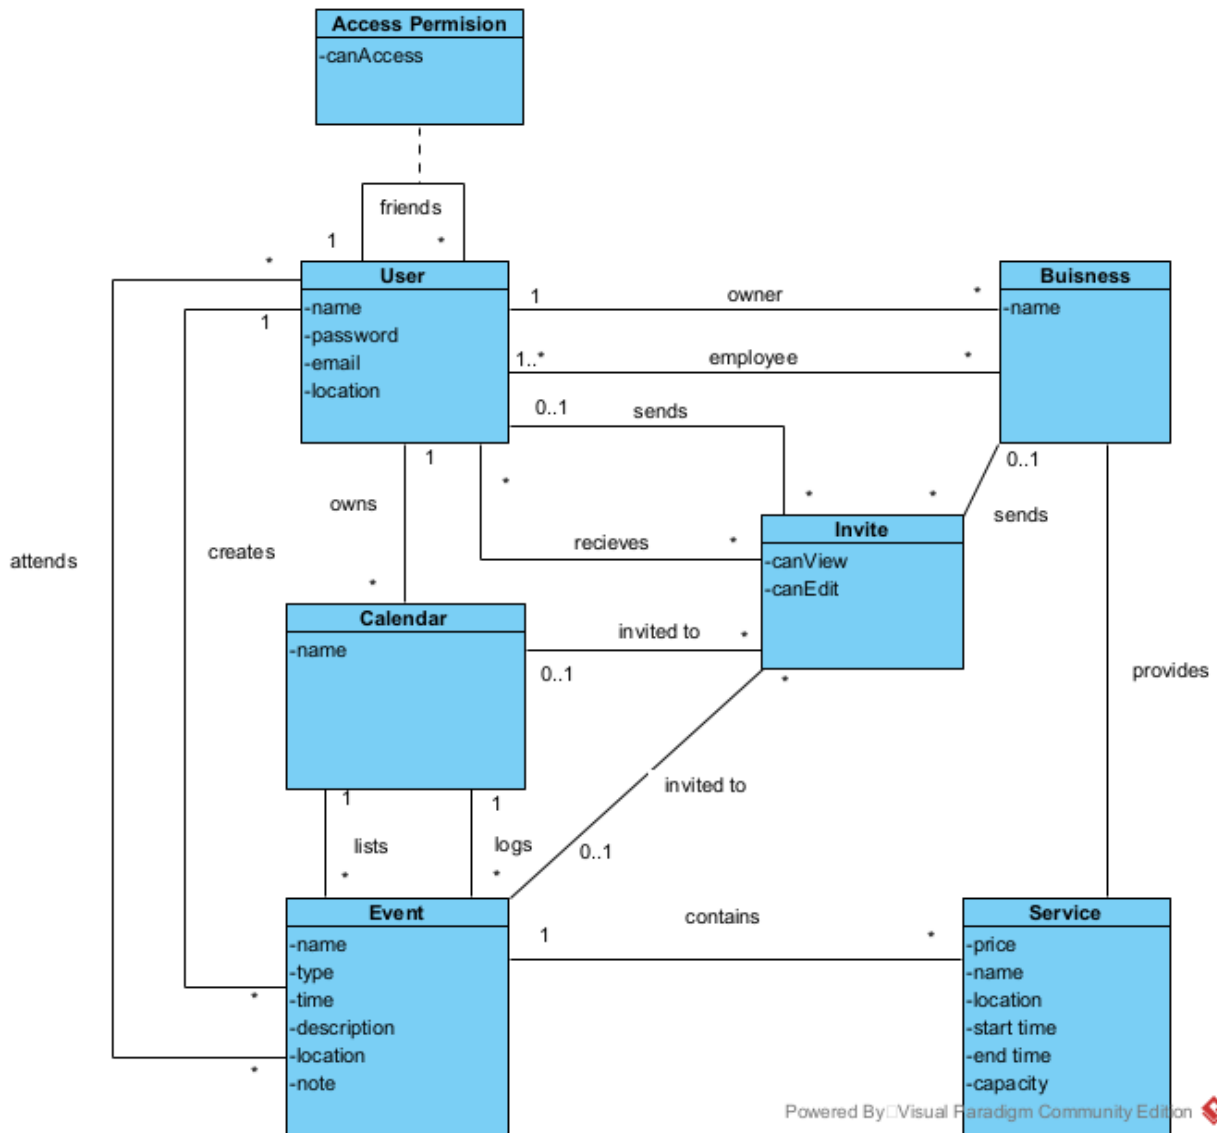 Access Permision
-canAccess
friends
1
*
*
User
-name
-password
-email
-location
1
Buisness
-name
1
owner
*
1..*
employee
*
0..1
sends
*
*
0..1
sends
1
*
owns
recieves
*
*
attends
creates
Invite
-canView
-canEdit
Calendar
-name
invited to
*
0..1
*
provides
invited to
0..1
1
1
lists
logs
*
*
Event
-name
-type
-time
-description
-location
-note
*
*
contains
1
*
Service
-price
-name
-location
-start time
-end time
-capacity
Powered By Visual Paradigm Community Edition